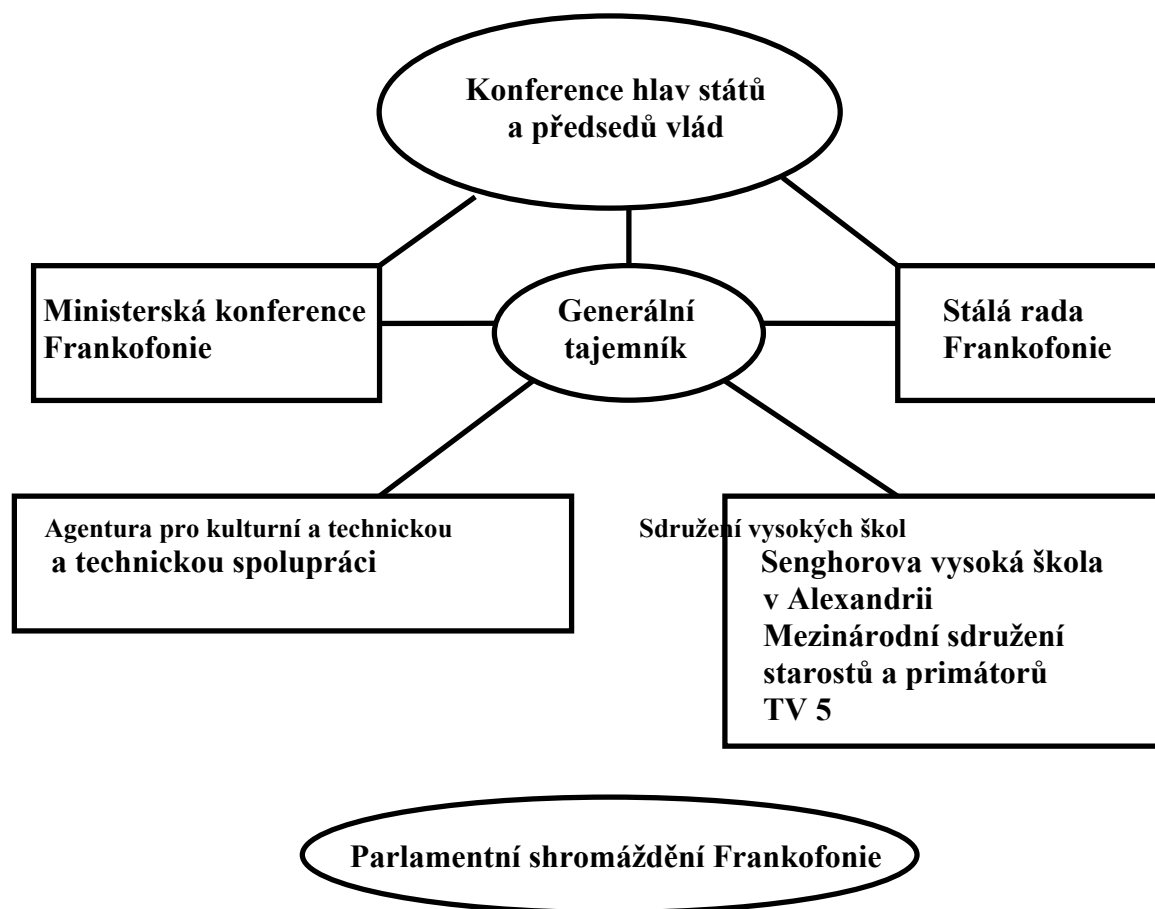 Konference hlav států
a předsedů vlád
Ministerská konference
Frankofonie
Generální
tajemník
Stálá rada
Frankofonie
Agentura pro kulturní a technickou
a technickou spolupráci
Sdružení vysokých škol
Senghorova vysoká škola
v Alexandrii
Mezinárodní sdružení
starostů a primátorů
TV 5
Parlamentní shromáždění Frankofonie